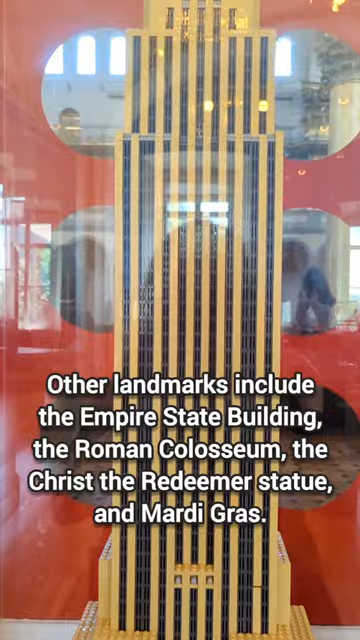 Other landmarks include
the Empire State Building,
the Roman Colosseum, the
Christ the Redeemer statue,
and Mardi Gras.